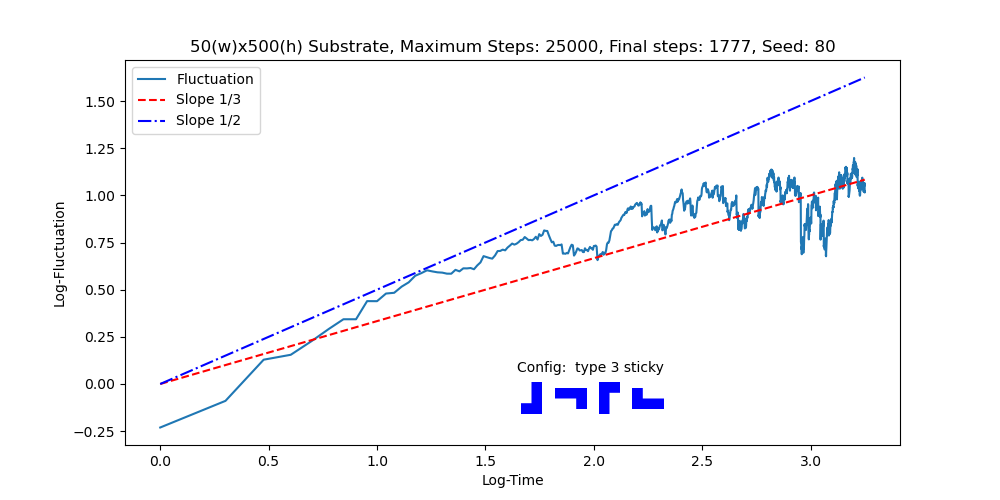 50(w)x500(h) Substrate, Maximum Steps: 25000, Final steps: 1777, Seed: 80
Fluctuation
Slope 1/3
Slope 1/2
1.50
1.25
1.00
0.75
0.50
0.25
0.00
−0.25
Log-Fluctuation
Config:  type 3 sticky
0.0
0.5
1.0
1.5
2.0
2.5
3.0
Log-Time